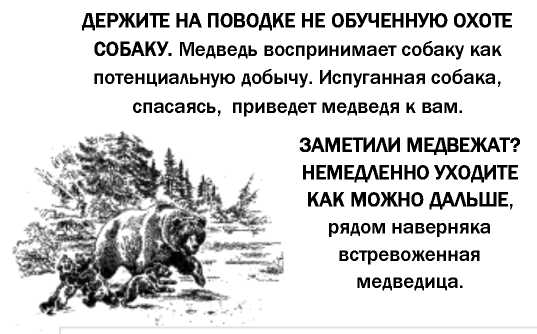 ДЕРЖИТЕ НА ПОВОДКЕ НЕ ОБУЧЕННУЮ ОХОТЕ
СОБАКУ. Медведь воспринимает собаку как
потенциальную добычу. Испуганная собака,
спасаясь, приведет медведя к вам.
ЗАМЕТИЛИ МЕДВЕЖАТ?
НЕМЕДЛЕННО УХОДИТЕ
КАК МОЖНО ДАЛЬШЕ,
рядом наверняка
встревоженная
медведица.